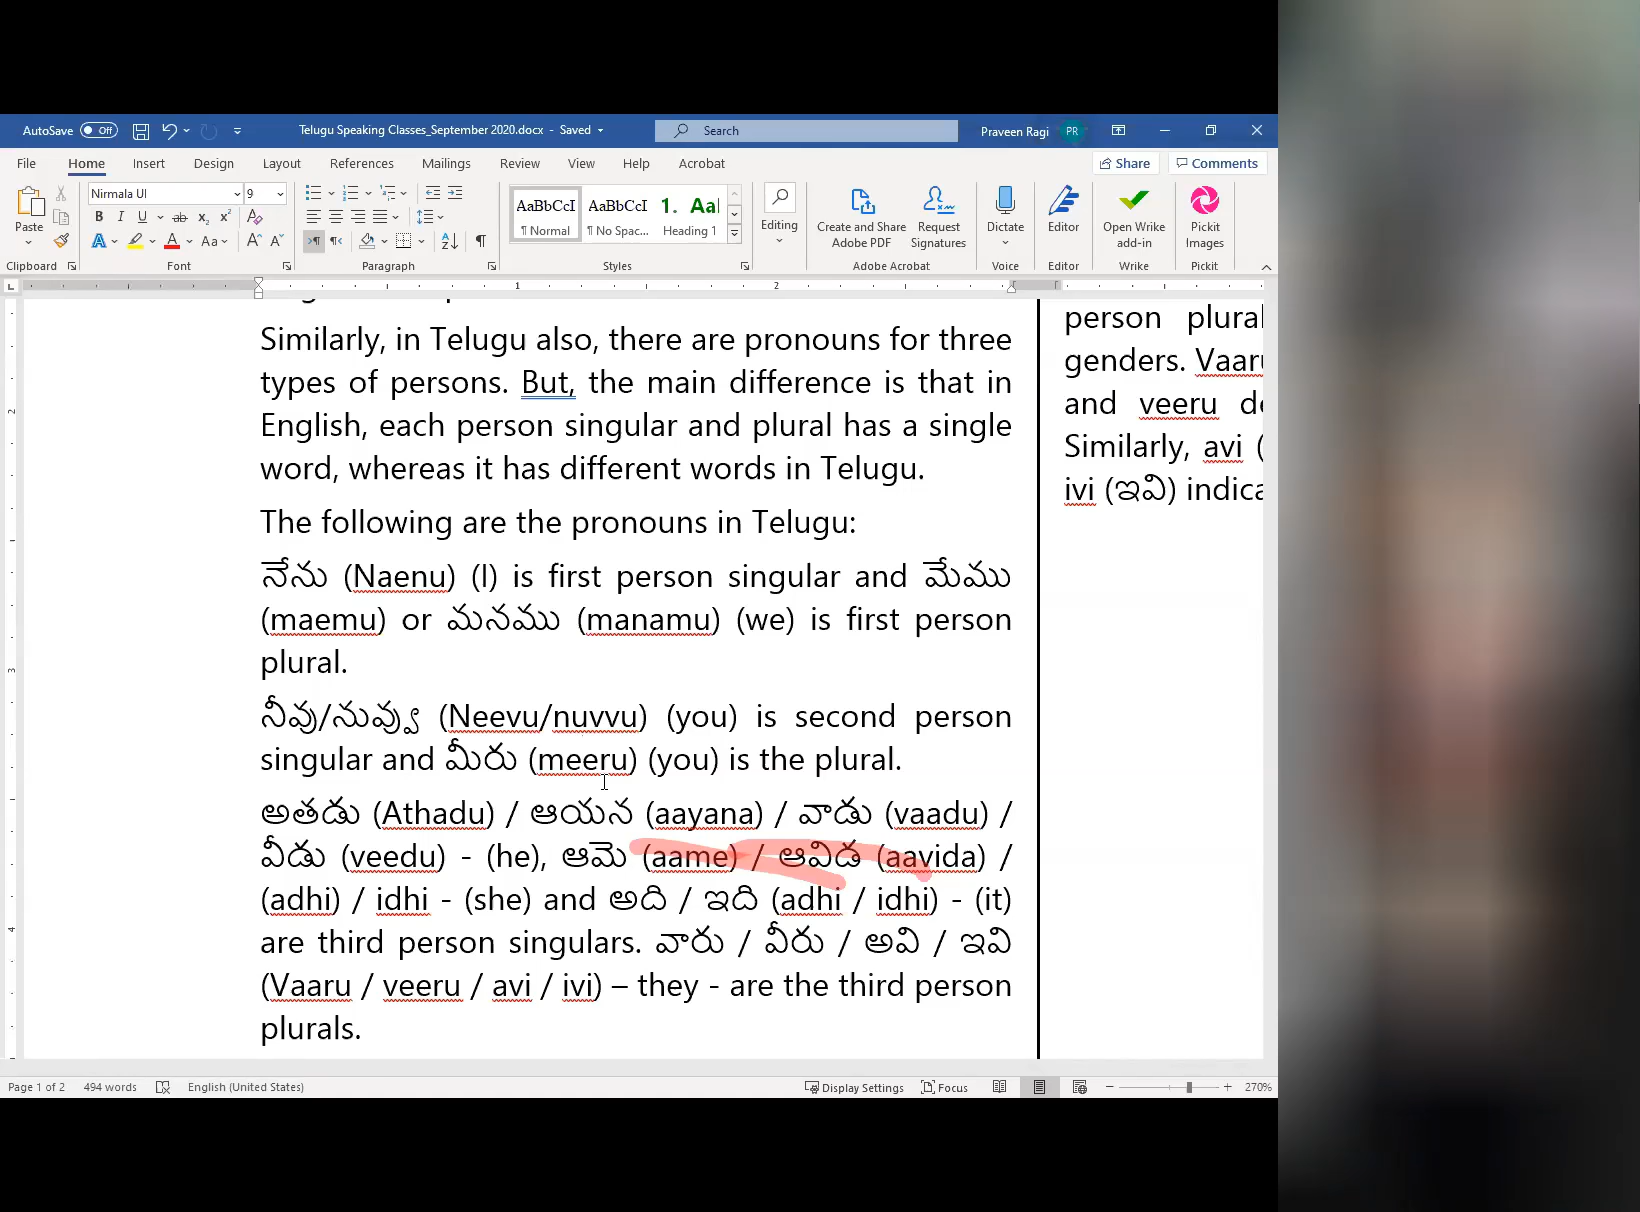 AutoSave Off Telugu Speaking Classes_September 2020.docx - Saved Search Praveen Ragi PR
File Home Insert Design Layout References Mailings Review View Help Acrobat Share Comments
Nirmala UI 9
AaBbCcI AaBbCcI 1. Aal
Paste B I U ab x₂ x² ¶ Normal ¶ No Spac... Heading 1 Editing Create and Share Adobe PDF Request Signatures Dictate Editor Open Wrike add-in Pickit Images
Clipboard Font Paragraph Styles Adobe Acrobat Voice Editor Wrike Pickit
Similarly, in Telugu also, there are pronouns for three
types of persons. But, the main difference is that in
English, each person singular and plural has a single
word, whereas it has different words in Telugu.
The following are the pronouns in Telugu:
నేను (Naenu) (I) is first person singular and మేము
(maemu) or మనము (manamu) (we) is first person
plural.
నీవు/నువ్వు (Neevu/nuvvu) (you) is second person
singular and మీరు (meeru) (you) is the plural.
అతడు (Athadu) / ఆయన (aayana) / వాడు (vaadu) /
వీడు (veedu) - (he), ఆమె (aame) / ఆవిడ (aavida) /
(adhi) / idhi - (she) and అది / ఇది (adhi / idhi) - (it)
are third person singulars. వారు / వీరు / అవి / ఇవి
(Vaaru / veeru / avi / ivi) – they - are the third person
plurals.
person plural
genders. Vaaru
and veeru de
Similarly, avi (
ivi (ఇవి) indica
Page 1 of 2 494 words English (United States) Display Settings Focus 270%